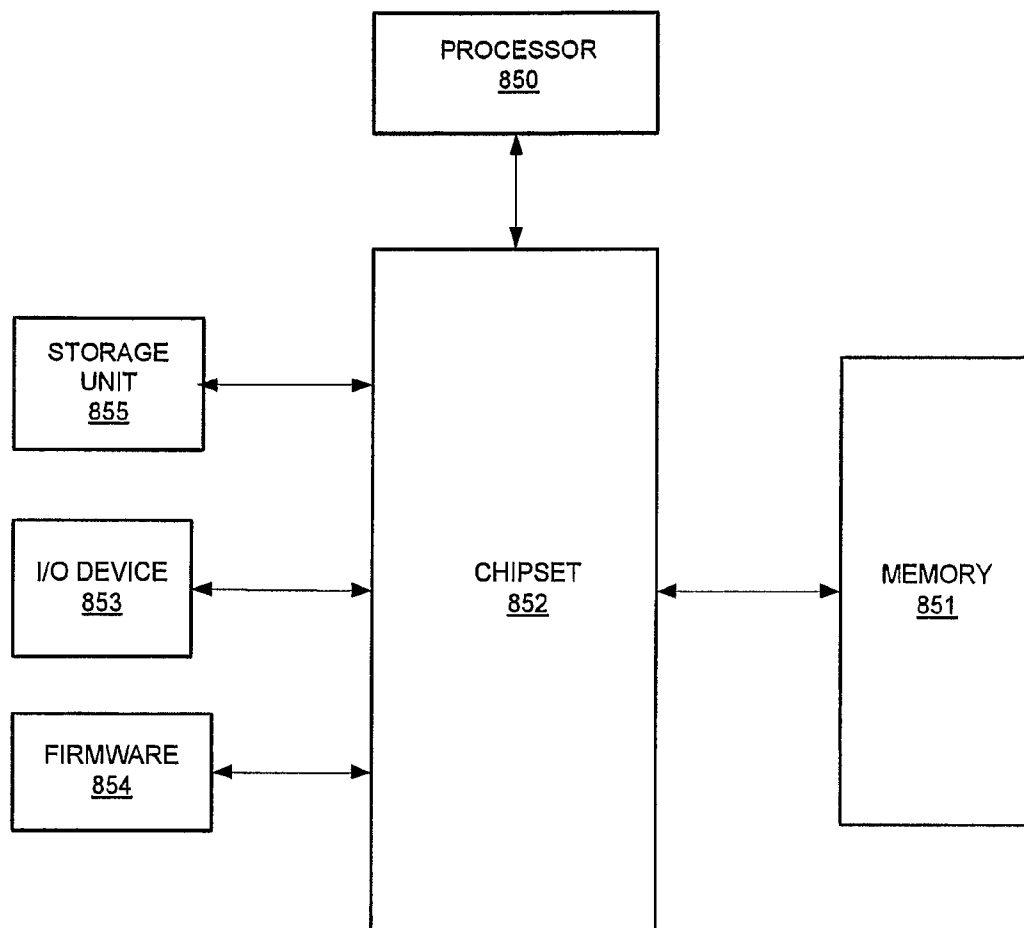 PROCESSOR
850
STORAGE
UNIT
855
I/O DEVICE
853
CHIPSET
852
MEMORY
851
FIRMWARE
854